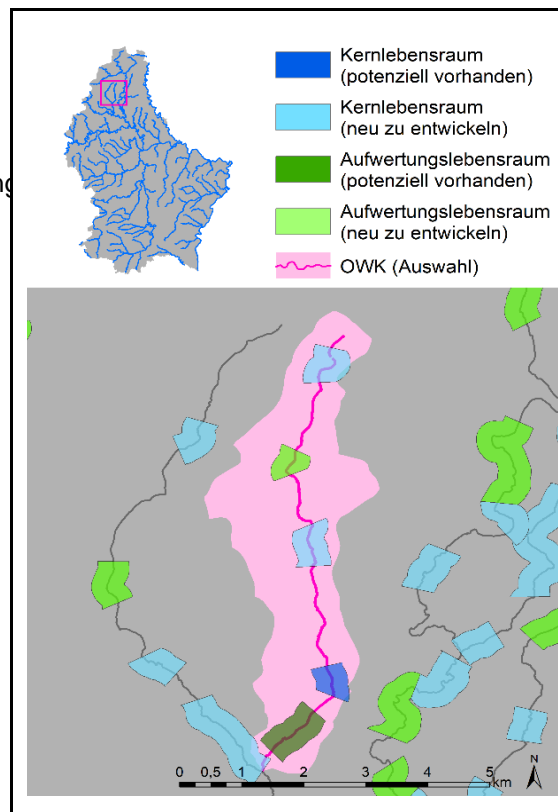 Kernlebensraum
(potenziell vorhanden)
Kernlebensraum
(neu zu entwickeln)
Aufwertungslebensraum
(potenziell vorhanden)
Aufwertungslebensraum
(neu zu entwickeln)
OWK (Auswahl)
0 0,5 1 2 3 4 5
km
N